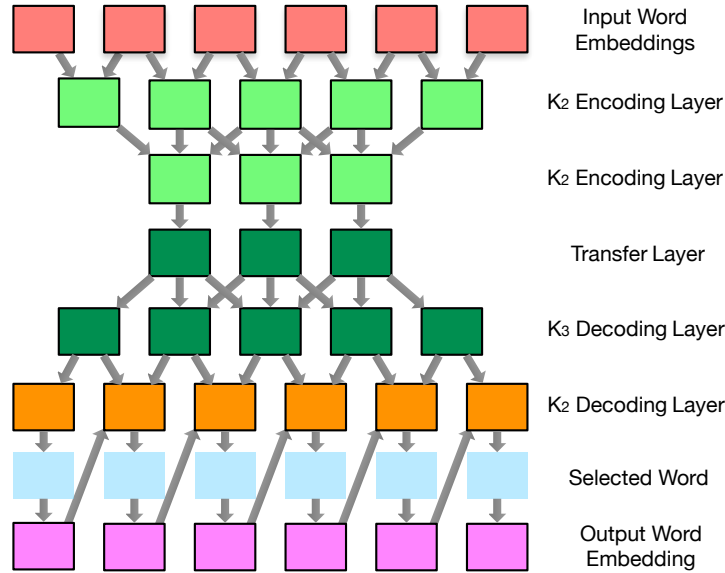 Input Word
Embeddings
K₂ Encoding Layer
K₂ Encoding Layer
Transfer Layer
K₃ Decoding Layer
K₂ Decoding Layer
Selected Word
Output Word
Embedding